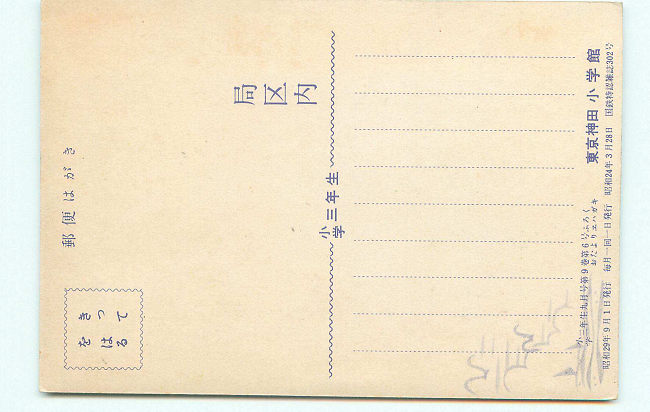 郵便はがき
きって
をはる
局区内
小学三年生
東京神田 小学館
小学三年生九月号第9巻第6号ふろく
おたよりエハガキ
昭和29年9月1日発行 毎月一回一日発行 昭和24年3月28日 国鉄特認雑誌302号